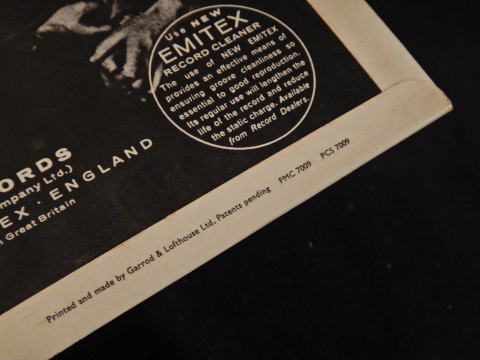 Use NEW
EMITEX
RECORD CLEANER
The use of NEW EMITEX
provides an effective means of
ensuring groove cleanliness so
essential to good reproduction.
Its regular use will lengthen the
life of the record and reduce
the static charge. Available
from Record Dealers.
ORDS
ompany Ltd.)
EX · ENGLAND
n Great Britain
Printed and made by Garrod & Lofthouse Ltd. Patents pending PMC 7009 PCS 7009